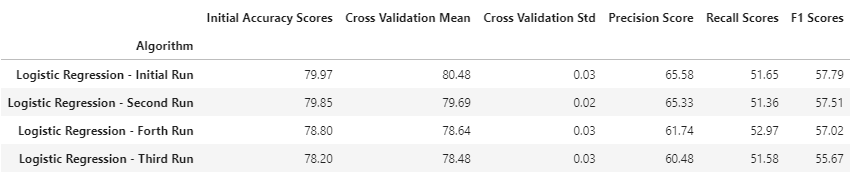 Initial Accuracy Scores Cross Validation Mean Cross Validation Std Precision Score Recall Scores F1 Scores
Algorithm
Logistic Regression - Initial Run 79.97 80.48 0.03 65.58 51.65 57.79
Logistic Regression - Second Run 79.85 79.69 0.02 65.33 51.36 57.51
Logistic Regression - Forth Run 78.80 78.64 0.03 61.74 52.97 57.02
Logistic Regression - Third Run 78.20 78.48 0.03 60.48 51.58 55.67